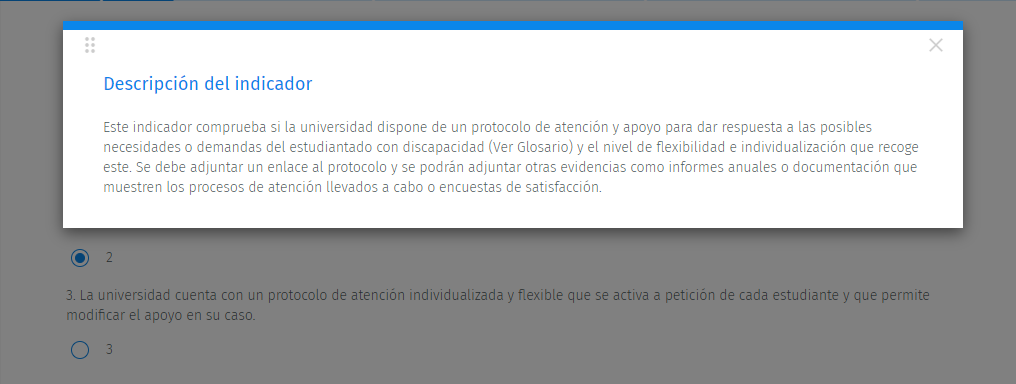 Descripción del indicador
Este indicador comprueba si la universidad dispone de un protocolo de atención y apoyo para dar respuesta a las posibles
necesidades o demandas del estudiantado con discapacidad (Ver Glosario) y el nivel de flexibilidad e individualización que recoge
este. Se debe adjuntar un enlace al protocolo y se podrán adjuntar otras evidencias como informes anuales o documentación que
muestren los procesos de atención llevados a cabo o encuestas de satisfacción.
2
3. La universidad cuenta con un protocolo de atención individualizada y flexible que se activa a petición de cada estudiante y que permite
modificar el apoyo en su caso.
3